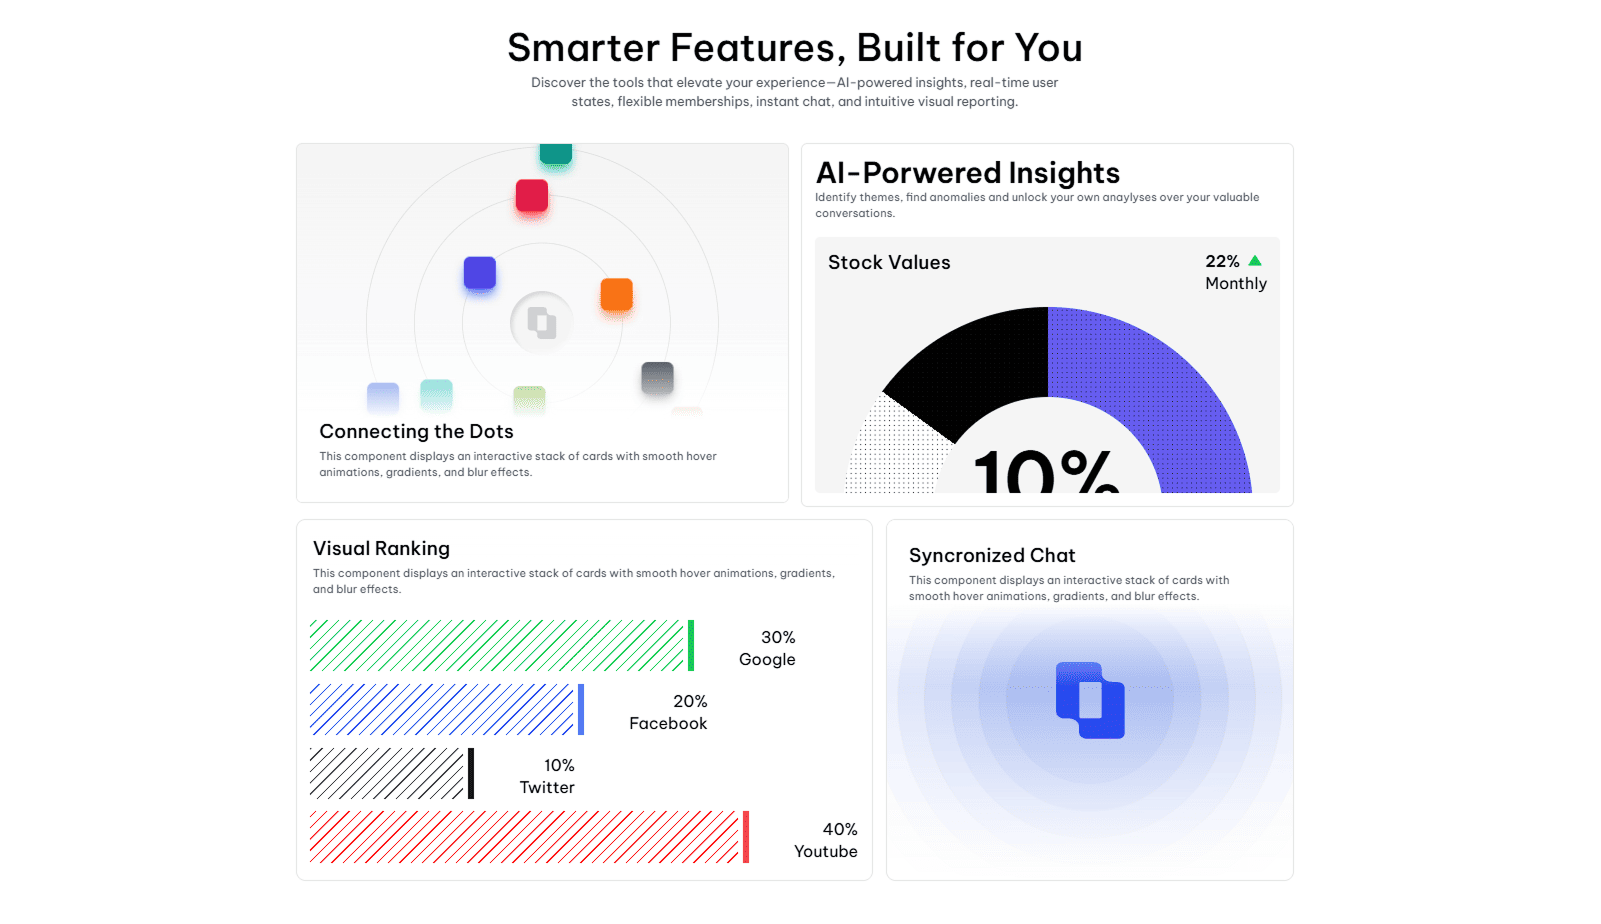 Smarter Features, Built for You
Discover the tools that elevate your experience—AI-powered insights, real-time user
states, flexible memberships, instant chat, and intuitive visual reporting.
Connecting the Dots
This component displays an interactive stack of cards with smooth hover
animations, gradients, and blur effects.
AI-Porwered Insights
Identify themes, find anomalies and unlock your own anaylyses over your valuable
conversations.
Stock Values
22%
Monthly
10%
Visual Ranking
This component displays an interactive stack of cards with smooth hover animations, gradients,
and blur effects.
30%
Google
20%
Facebook
10%
Twitter
40%
Youtube
Syncronized Chat
This component displays an interactive stack of cards with
smooth hover animations, gradients, and blur effects.